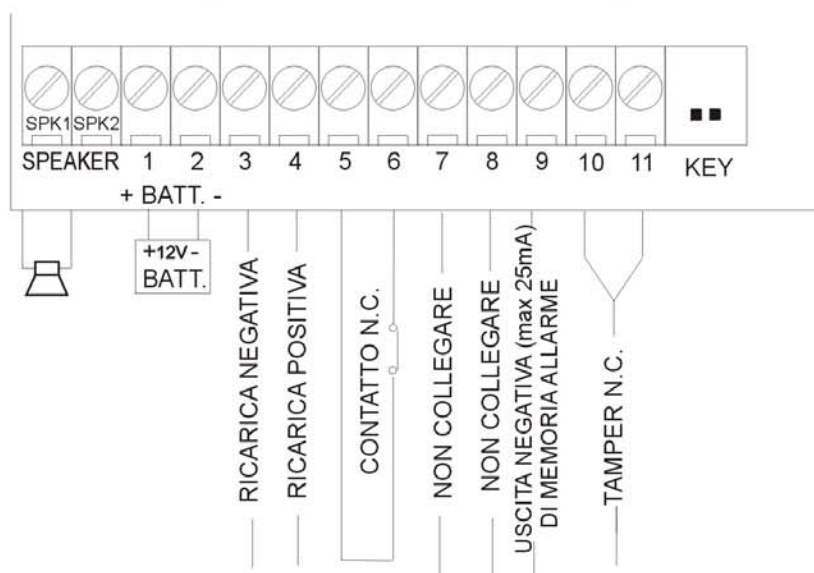 SPK1 SPK2
SPEAKER 1 2 3 4 5 6 7 8 9 10 11 KEY
+ BATT. -
+12V -
BATT.
RICARICA NEGATIVA
RICARICA POSITIVA
CONTATTO N.C.
NON COLLEGARE
NON COLLEGARE
USCITA NEGATIVA (max 25mA)
DI MEMORIA ALLARME
TAMPER N.C.